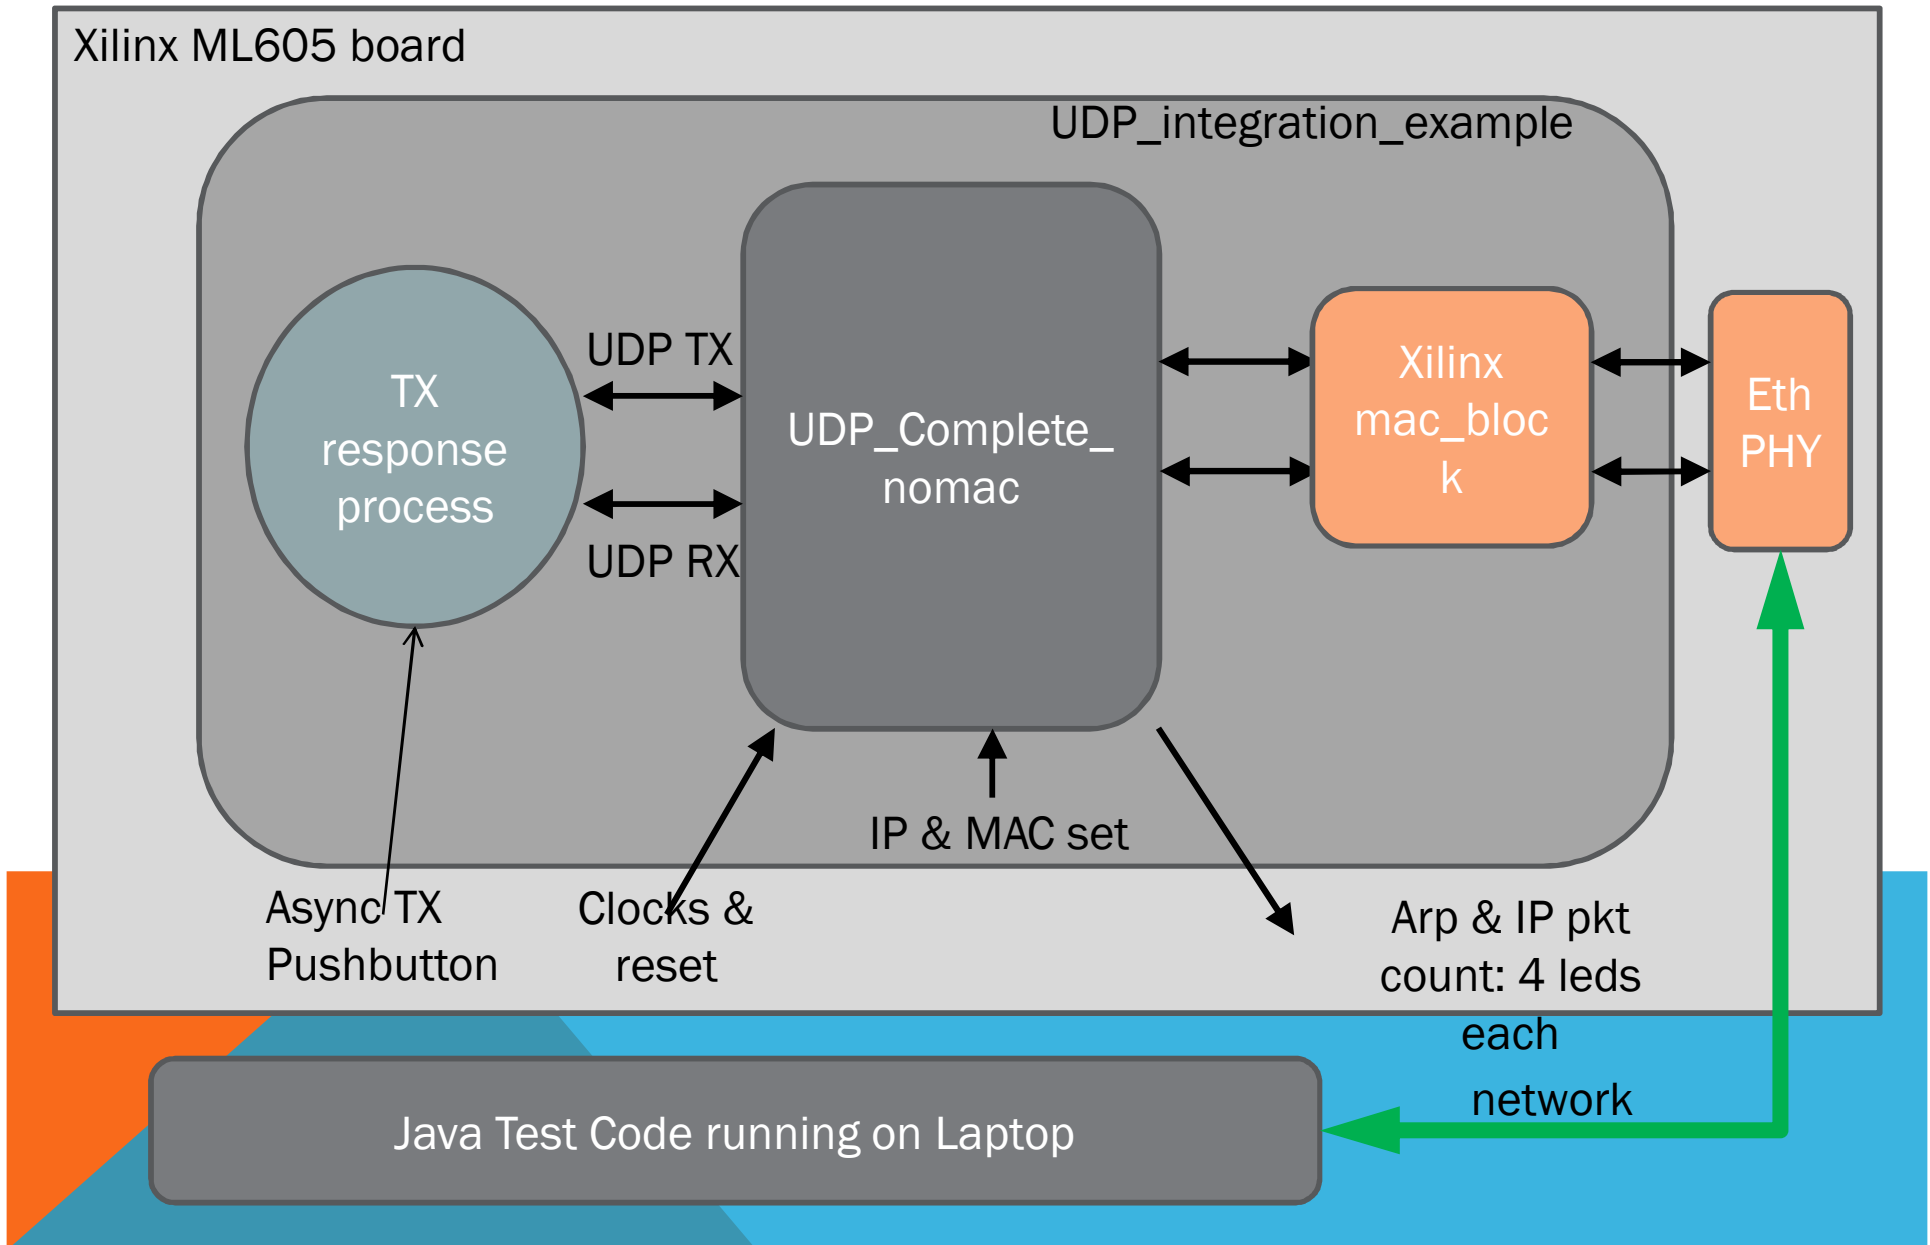 Xilinx ML605 board
UDP_integration_example
TX
response
process
UDP TX
UDP RX
UDP_Complete_
nomac
Xilinx
mac_bloc
k
Eth
PHY
IP & MAC set
Async TX
Pushbutton
Clocks &
reset
Arp & IP pkt
count: 4 leds
each
network
Java Test Code running on Laptop